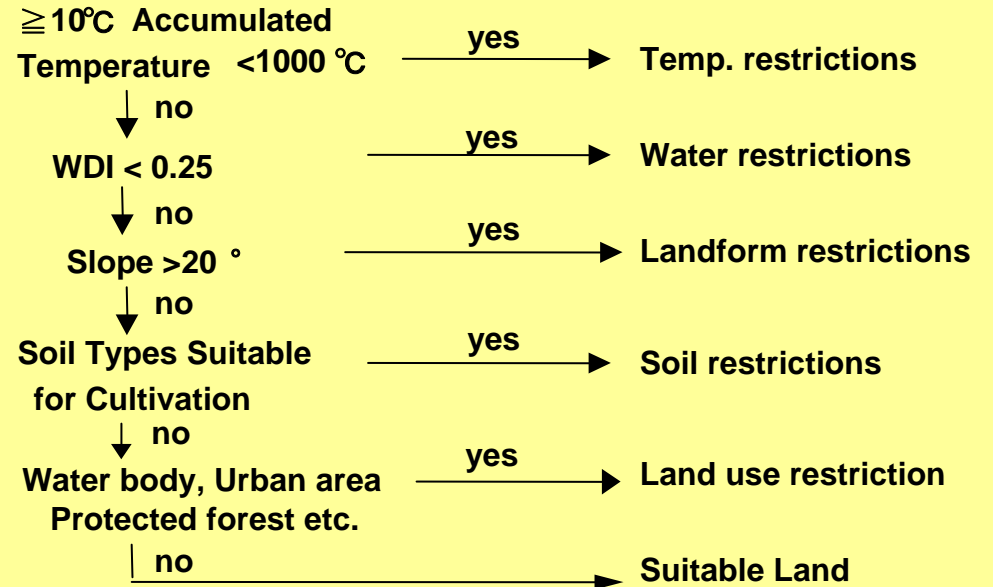 ≧10℃ Accumulated
Temperature <1000 ℃
yes
Temp. restrictions
no
WDI < 0.25
yes
Water restrictions
no
Slope >20 °
yes
Landform restrictions
no
Soil Types Suitable
for Cultivation
yes
Soil restrictions
no
Water body, Urban area
Protected forest etc.
yes
Land use restriction
no
Suitable Land